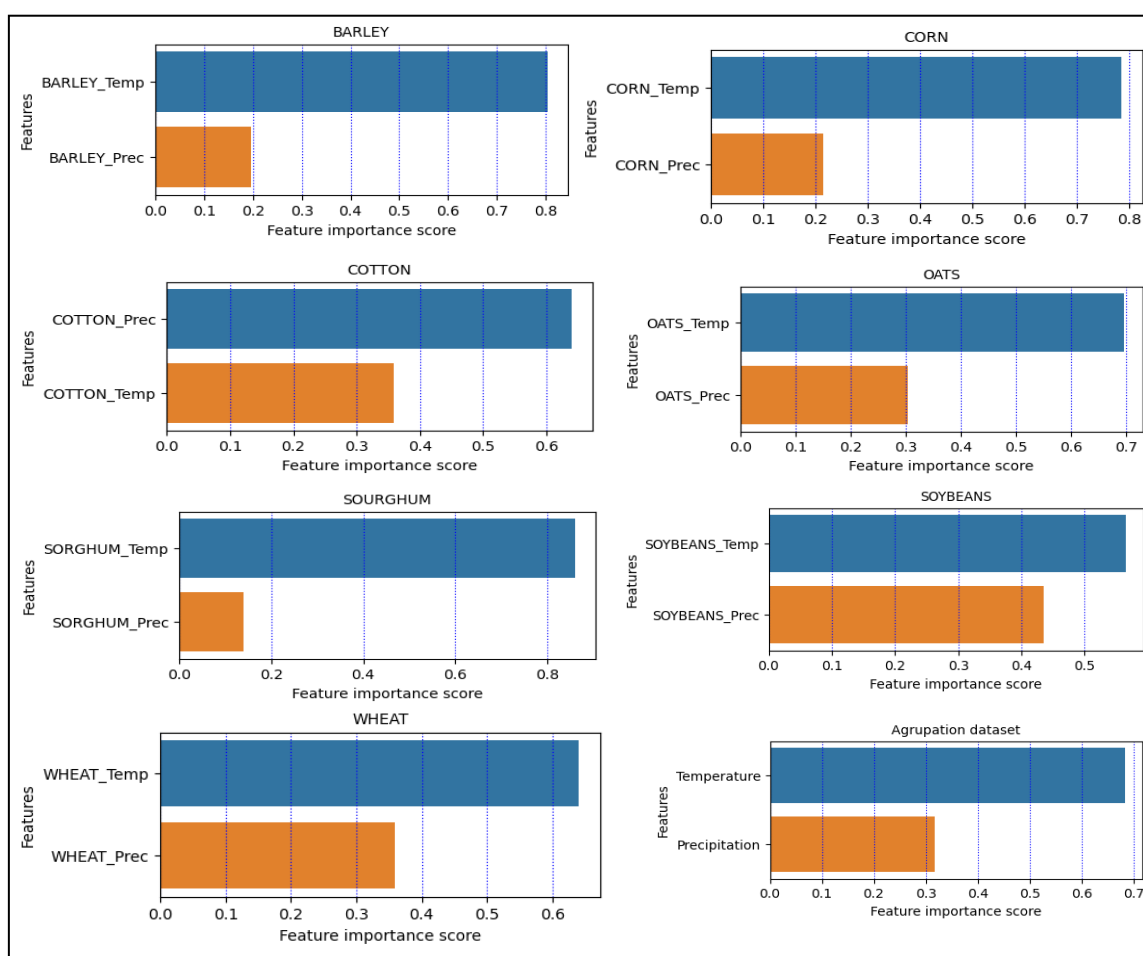 BARLEY
Features
BARLEY_Temp
BARLEY_Prec
0.0 0.1 0.2 0.3 0.4 0.5 0.6 0.7 0.8
Feature importance score
CORN
Features
CORN_Temp
CORN_Prec
0.0 0.1 0.2 0.3 0.4 0.5 0.6 0.7 0.8
Feature importance score
COTTON
Features
COTTON_Prec
COTTON_Temp
0.0 0.1 0.2 0.3 0.4 0.5 0.6
Feature importance score
OATS
Features
OATS_Temp
OATS_Prec
0.0 0.1 0.2 0.3 0.4 0.5 0.6 0.7
Feature importance score
SOURGHUM
Features
SORGHUM_Temp
SORGHUM_Prec
0.0 0.2 0.4 0.6 0.8
Feature importance score
SOYBEANS
Features
SOYBEANS_Temp
SOYBEANS_Prec
0.0 0.1 0.2 0.3 0.4 0.5
Feature importance score
WHEAT
Features
WHEAT_Temp
WHEAT_Prec
0.0 0.1 0.2 0.3 0.4 0.5 0.6
Feature importance score
Agrupation dataset
Features
Temperature
Precipitation
0.0 0.1 0.2 0.3 0.4 0.5 0.6 0.7
Feature importance score